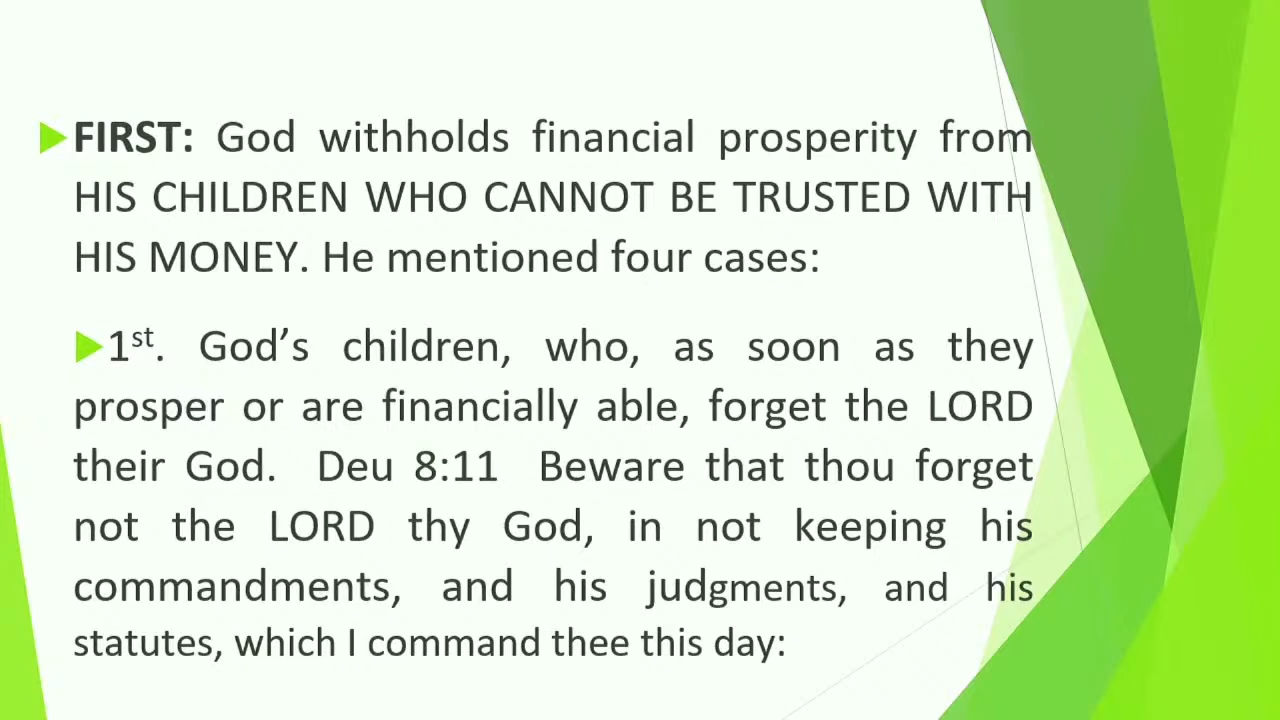 FIRST: God withholds financial prosperity from
HIS CHILDREN WHO CANNOT BE TRUSTED WITH
HIS MONEY. He mentioned four cases:
1st. God’s children, who, as soon as they
prosper or are financially able, forget the LORD
their God. Deu 8:11 Beware that thou forget
not the LORD thy God, in not keeping his
commandments, and his judgments, and his
statutes, which I command thee this day: